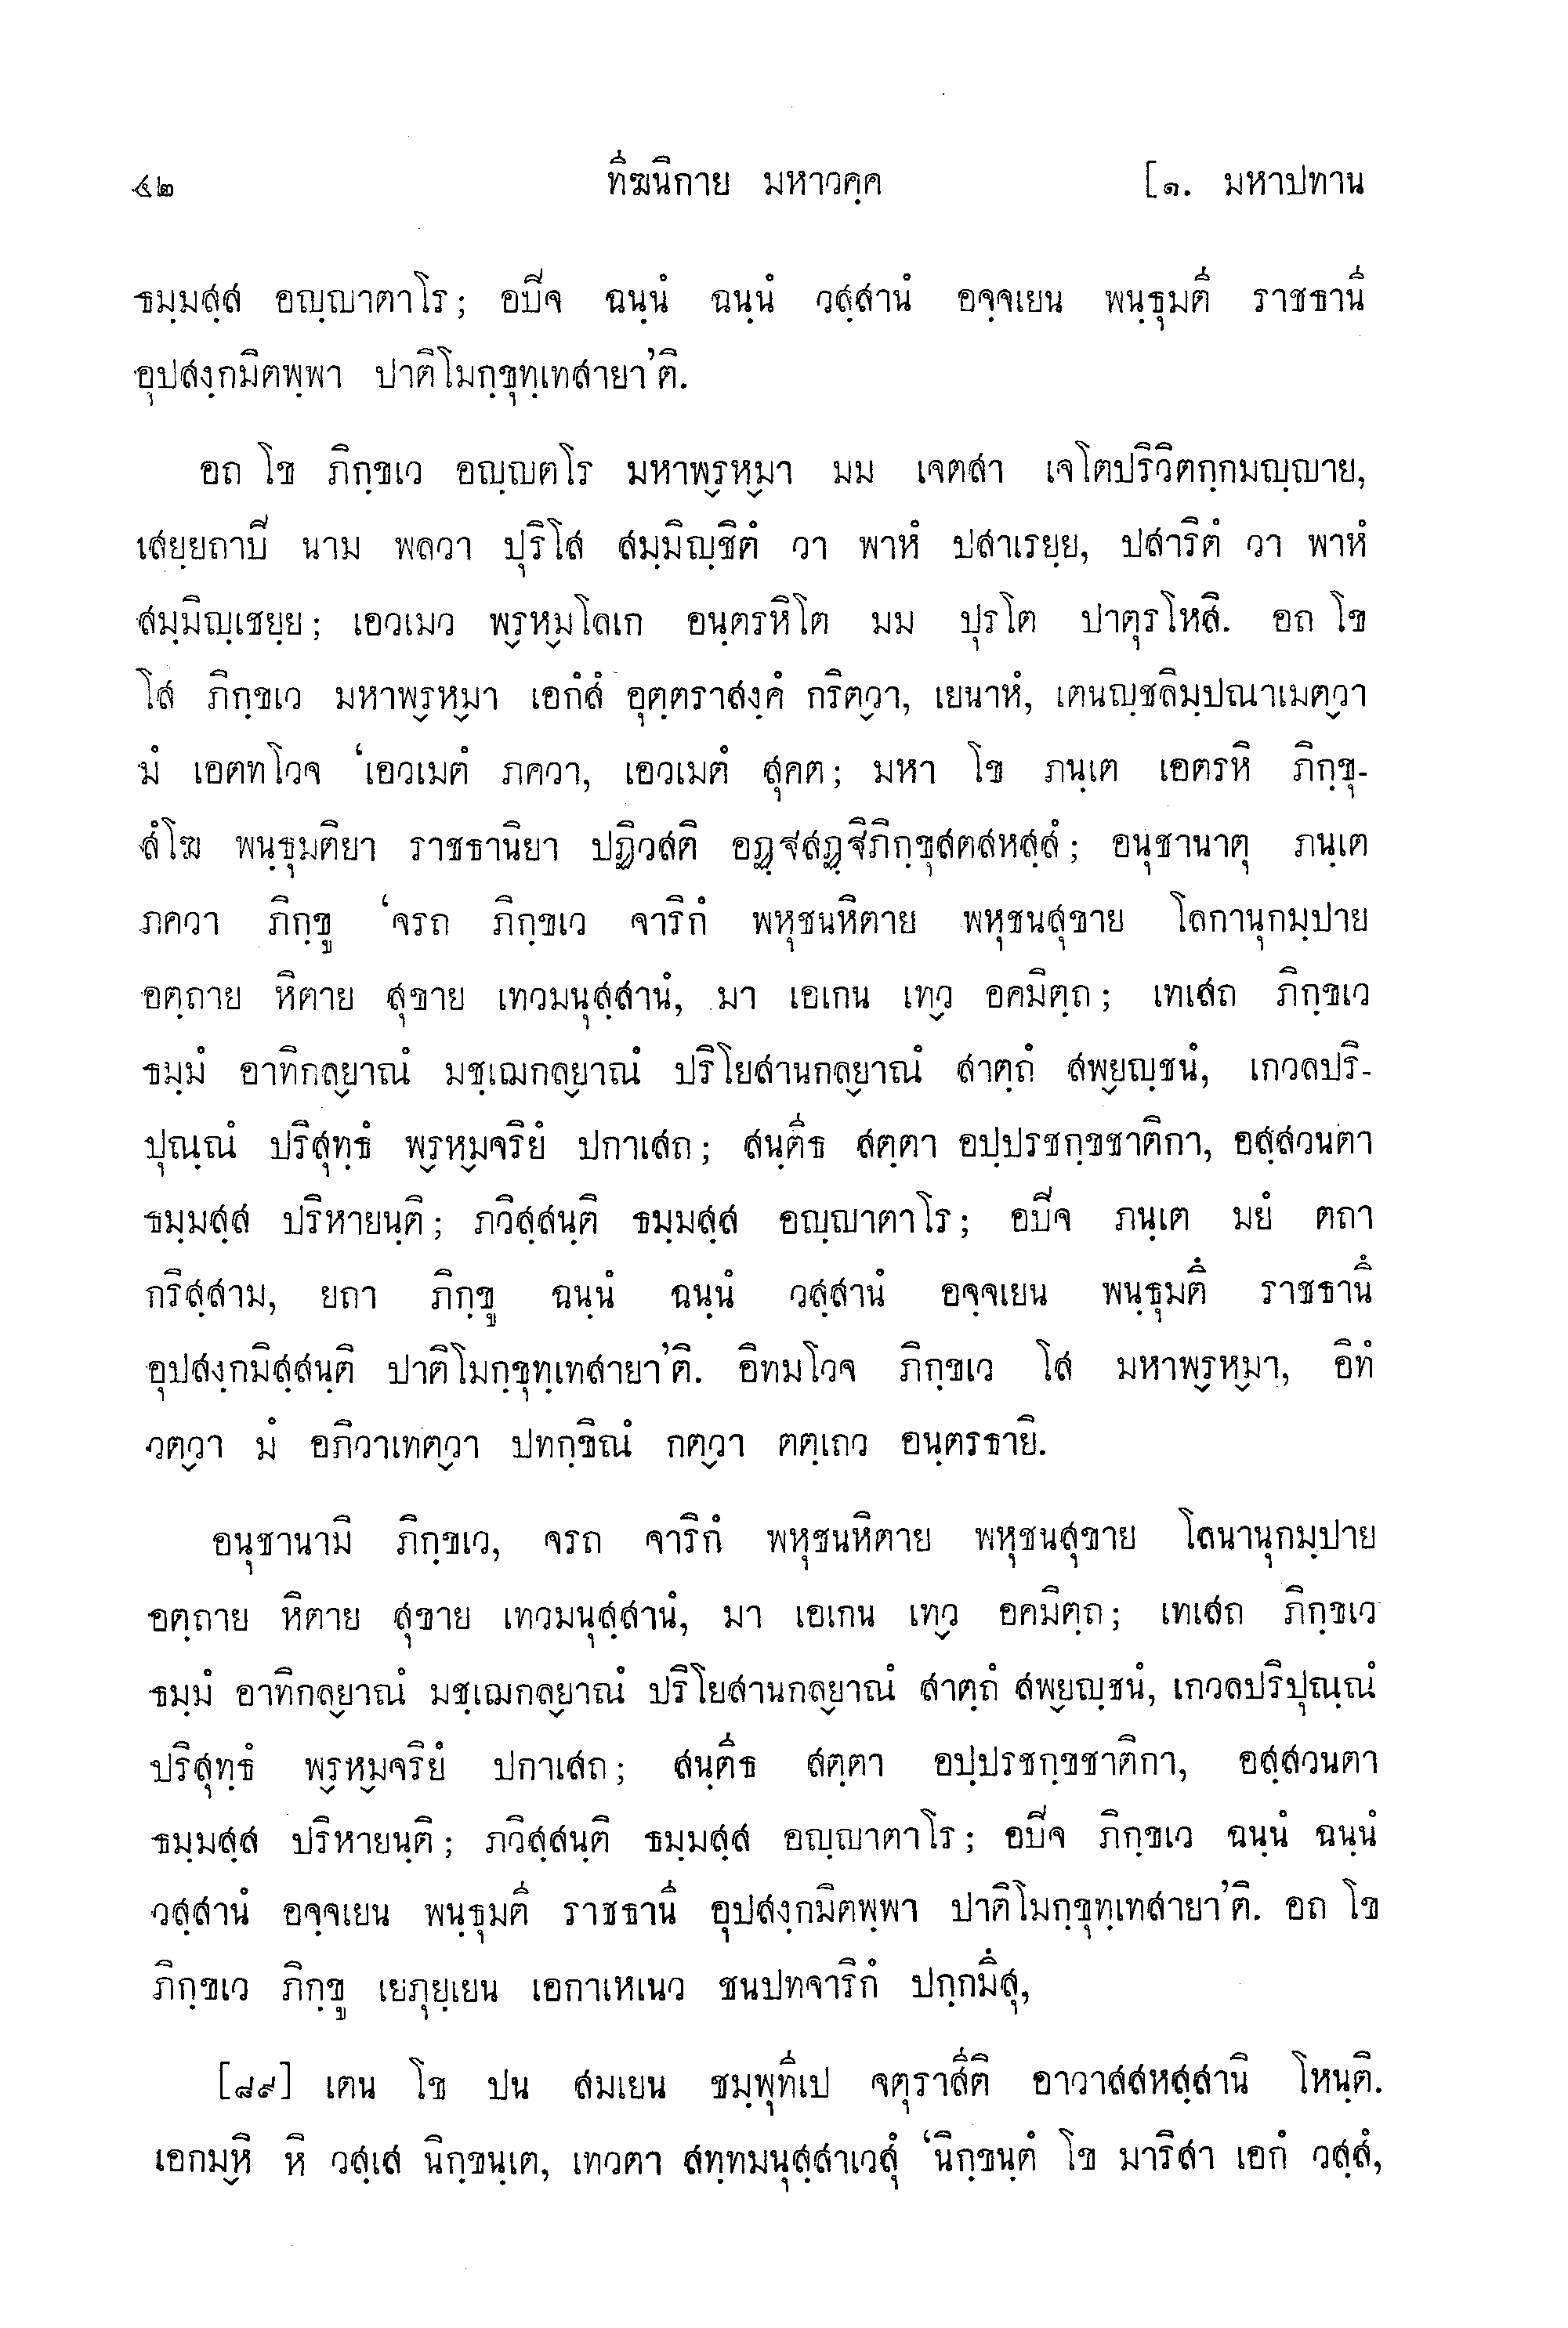 ๕๒ ทีฆนิกาย มหาวคฺค [๑. มหาปทาน
ธมฺมสฺส อญฺญาตาโร; อปิจ ฉนฺนํ ฉนฺนํ วสฺสานํ อจฺจเยน พนฺธุมตึ ราชธานึ
อุปสงฺกมิตพฺพา ปาติโมกฺขุทฺเทสายา’ติ.
อถ โข ภิกฺขเว อญฺญตโร มหาพ๎รห๎มา มม เจตสา เจโตปริวิตกฺกมญฺญาย,
เสยฺยถาปิ นาม พลวา ปุริโส สมฺมิญฺชิตํ วา พาหํ ปสาเรยฺย, ปสาริตํ วา พาหํ
สมฺมิญฺเชยฺย; เอวเมว พ๎รห๎มโลเก อนฺตรหิโต มม ปุรโต ปาตุรโหสิ. อถ โข
โส ภิกฺขเว มหาพ๎รห๎มา เอกํสํ อุตฺตราสงฺคํ กริต๎วา, เยนาหํ, เตนญฺชลิมฺปณาเมต๎วา
มํ เอตทโวจ ‘เอวเมตํ ภควา, เอวเมตํ สุคต; มหา โข ภนฺเต เอตรหิ ภิกฺขุ-
สํโฆ พนฺธุมติยา ราชธานิยา ปฏิวสติ อฏฺฐสฏฺฐิภิกฺขุสตสหสฺสํ; อนุชานาตุ ภนฺเต
ภควา ภิกฺขู ‘จรถ ภิกฺขเว จาริกํ พหุชนหิตาย พหุชนสุขาย โลกานุกมฺปาย
อตฺถาย หิตาย สุขาย เทวมนุสฺสานํ, มา เอเกน เท๎ว อคมิตฺถ; เทเสถ ภิกฺขเว
ธมฺมํ อาทิกล๎ยาณํ มชฺเฌกล๎ยาณํ ปริโยสานกล๎ยาณํ สาตฺถํ สพ๎ยญฺชนํ, เกวลปริ-
ปุณฺณํ ปริสุทฺธํ พ๎รห๎มจริยํ ปกาเสถ; สนฺตีธ สตฺตา อปฺปรชกฺขชาติกา, อสฺสวนตา
ธมฺมสฺส ปริหายนฺติ; ภวิสฺสนฺติ ธมฺมสฺส อญฺญาตาโร; อปิจ ภนฺเต มยํ ตถา
กริสฺสาม, ยถา ภิกฺขู ฉนฺนํ ฉนฺนํ วสฺสานํ อจฺจเยน พนฺธุมตึ ราชธานึ
อุปสงฺกมิสฺสนฺติ ปาติโมกฺขุทฺเทสายา’ติ. อิทมโวจ ภิกฺขเว โส มหาพ๎รห๎มา, อิทํ
วต๎วา มํ อภิวาเทต๎วา ปทกฺขิณํ กต๎วา ตตฺเถว อนฺตรธายิ.
อนุชานามิ ภิกฺขเว, จรถ จาริกํ พหุชนหิตาย พหุชนสุขาย โลนานุกมฺปาย
อตฺถาย หิตาย สุขาย เทวมนุสฺสานํ, มา เอเกน เท๎ว อคมิตฺถ; เทเสถ ภิกฺขเว
ธมฺมํ อาทิกล๎ยาณํ มชฺเฌกล๎ยาณํ ปริโยสานกล๎ยาณํ สาตฺถํ สพ๎ยญฺชนํ, เกวลปริปุณฺณํ
ปริสุทฺธํ พ๎รห๎มจริยํ ปกาเสถ; สนฺตีธ สตฺตา อปฺปรชกฺขชาติกา, อสฺสวนตา
ธมฺมสฺส ปริหายนฺติ; ภวิสฺสนฺติ ธมฺมสฺส อญฺญาตาโร; อปิจ ภิกฺขเว ฉนฺนํ ฉนฺนํ
วสฺสานํ อจฺจเยน พนฺธุมตึ ราชธานึ อุปสงฺกมิตพฺพา ปาติโมกฺขุทฺเทสายา’ติ. อถ โข
ภิกฺขเว ภิกฺขู เยภุยฺเยน เอกาเหเนว ชนปทจาริกํ ปกฺกมึสุ,
[๘๙] เตน โข ปน สมเยน ชมฺพุทีเป จตุราสีติ อาวาสสหสฺสานิ โหนฺติ.
เอกม๎หิ หิ วสฺเส นิกฺขนฺเต, เทวตา สทฺทมนุสฺสาเวสุํ ‘นิกฺขนฺตํ โข มาริสา เอกํ วสฺสํ,